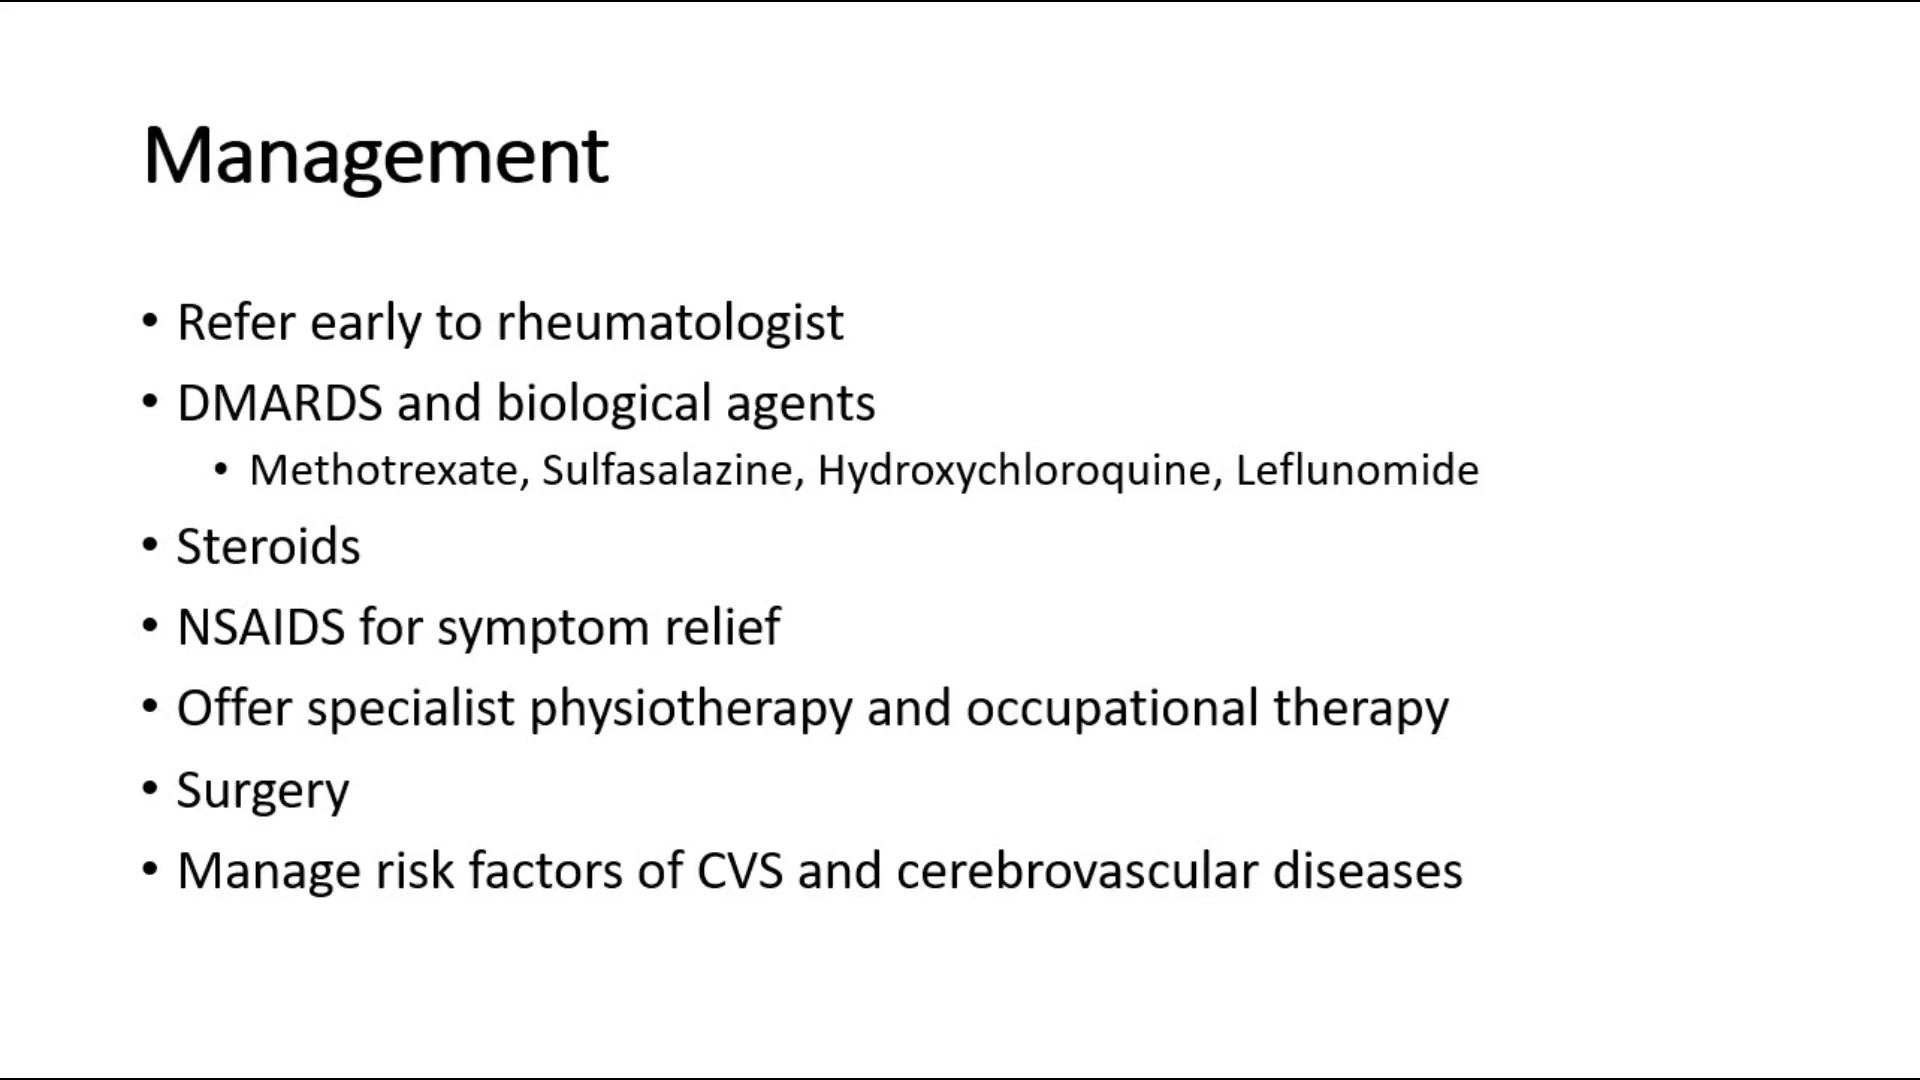 Management
• Refer early to rheumatologist
• DMARDS and biological agents
• Methotrexate, Sulfasalazine, Hydroxychloroquine, Leflunomide
• Steroids
• NSAIDS for symptom relief
• Offer specialist physiotherapy and occupational therapy
• Surgery
• Manage risk factors of CVS and cerebrovascular diseases